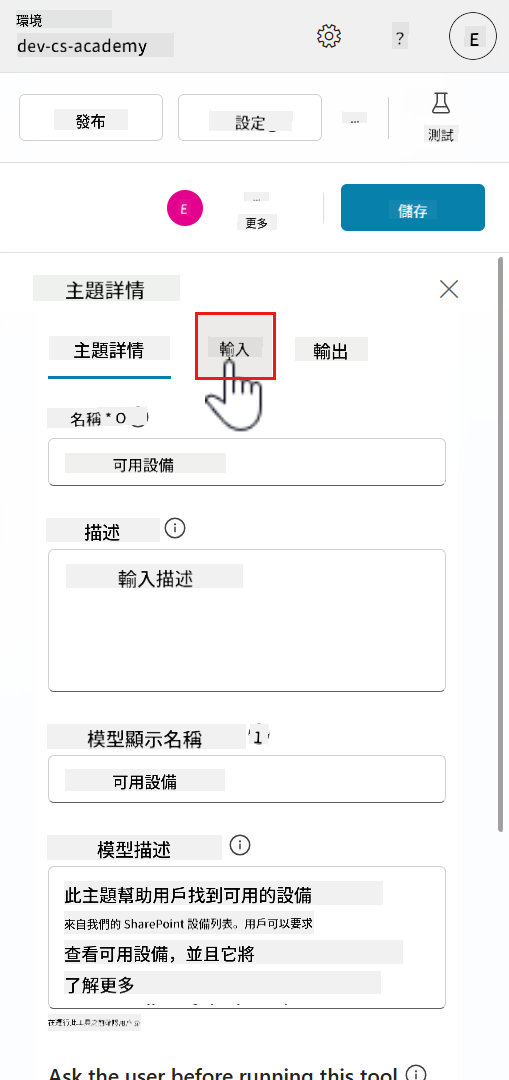 環境
dev-cs-academy
?
E
發布
設定
...
測試
E
...
更多
儲存
主題詳情
主題詳情
輸入
輸出
名稱 *
可用設備
描述
輸入描述
模型顯示名稱
可用設備
模型描述
此主題幫助用戶找到可用的設備
來自我們的 SharePoint 設備列表。用戶可以要求
查看可用設備，並且它將
了解更多
Ask the user before running this tool